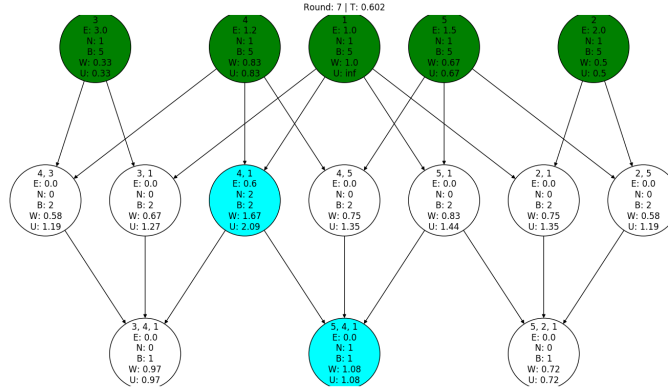 Round: 7 | T: 0.602
3
E: 3.0
N: 1
B: 5
W: 0.33
U: 0.33
4
E: 1.2
N: 1
B: 5
W: 0.83
U: 0.83
1
E: 1.0
N: 1
B: 5
W: 1.0
U: inf
5
E: 1.5
N: 1
B: 5
W: 0.67
U: 0.67
2
E: 2.0
N: 1
B: 5
W: 0.5
U: 0.5
4, 3
E: 0.0
N: 0
B: 2
W: 0.58
U: 1.19
3, 1
E: 0.0
N: 0
B: 2
W: 0.67
U: 1.27
4, 1
E: 0.6
N: 2
B: 2
W: 1.67
U: 2.09
4, 5
E: 0.0
N: 0
B: 2
W: 0.75
U: 1.35
5, 1
E: 0.0
N: 0
B: 2
W: 0.83
U: 1.44
2, 1
E: 0.0
N: 0
B: 2
W: 0.75
U: 1.35
2, 5
E: 0.0
N: 0
B: 2
W: 0.58
U: 1.19
3, 4, 1
E: 0.0
N: 0
B: 1
W: 0.97
U: 0.97
5, 4, 1
E: 0.0
N: 1
B: 1
W: 1.08
U: 1.08
5, 2, 1
E: 0.0
N: 0
B: 1
W: 0.72
U: 0.72